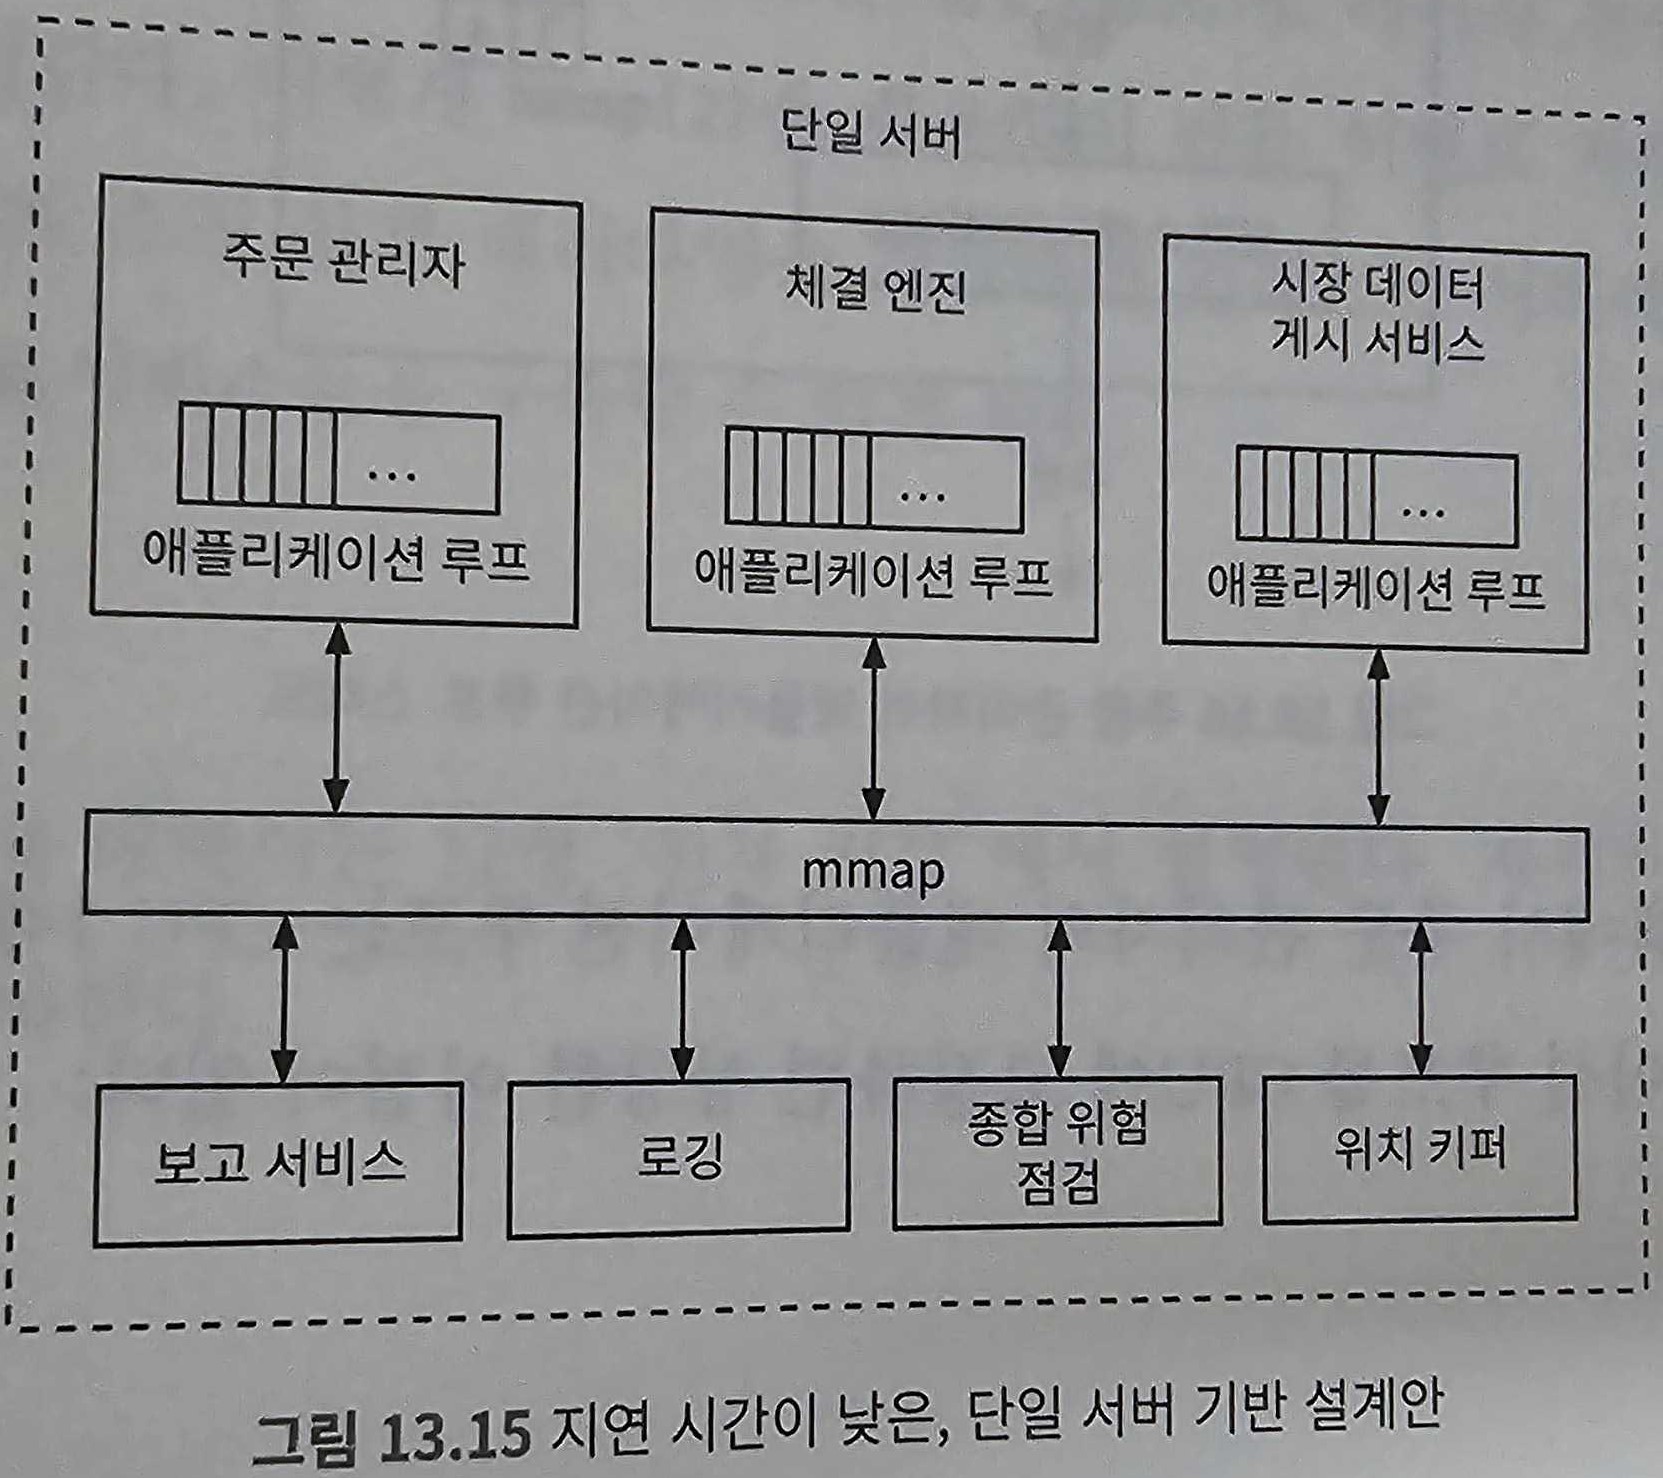 단일 서버
주문 관리자
체결 엔진
시장 데이터
게시 서비스
...
...
...
애플리케이션 루프
애플리케이션 루프
애플리케이션 루프
mmap
보고 서비스
로깅
종합 위험
점검
위치 키퍼
그림 13.15 지연 시간이 낮은, 단일 서버 기반 설계안